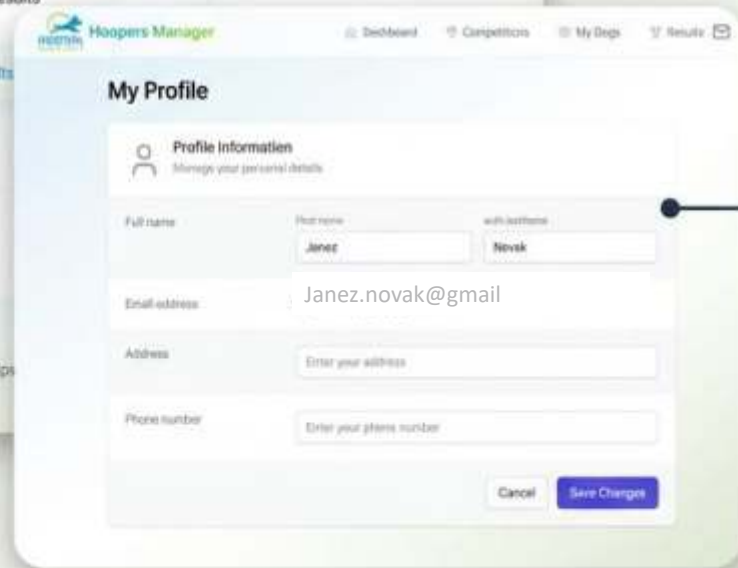 Hoopers Manager
Dashboard
Competitions
My Dogs
Results
My Profile
Profile Information
Manage your personal details
Full name
First name
auth.lastName
Janez
Novak
Email address
Janez.novak@gmail
Address
Enter your address
Phone number
Enter your phone number
Cancel
Save Changes